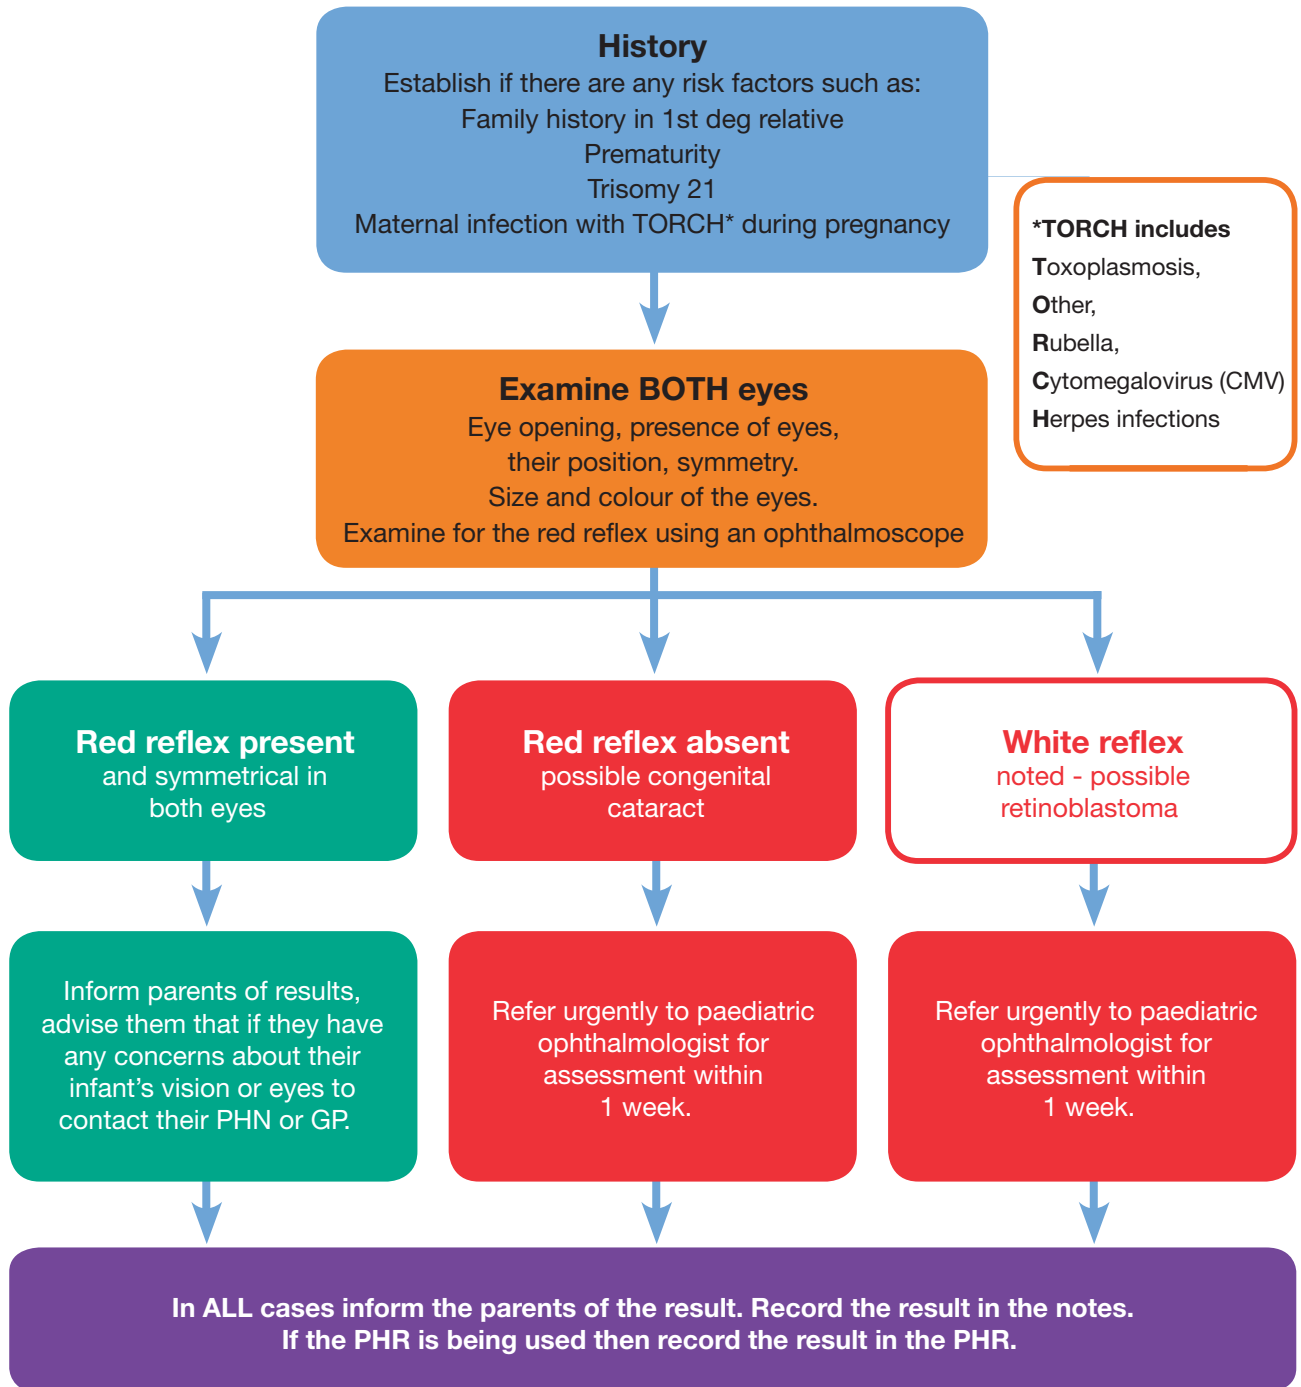 History
Establish if there are any risk factors such as:
Family history in 1st deg relative
Prematurity
Trisomy 21
Maternal infection with TORCH* during pregnancy
*TORCH includes
Toxoplasmosis,
Other,
Rubella,
Cytomegalovirus (CMV)
Herpes infections
Examine BOTH eyes
Eye opening, presence of eyes,
their position, symmetry.
Size and colour of the eyes.
Examine for the red reflex using an ophthalmoscope
Red reflex present
and symmetrical in
both eyes
Red reflex absent
possible congenital
cataract
White reflex
noted - possible
retinoblastoma
Inform parents of results,
advise them that if they have
any concerns about their
infant’s vision or eyes to
contact their PHN or GP.
Refer urgently to paediatric
ophthalmologist for
assessment within
1 week.
Refer urgently to paediatric
ophthalmologist for
assessment within
1 week.
In ALL cases inform the parents of the result. Record the result in the notes.
If the PHR is being used then record the result in the PHR.